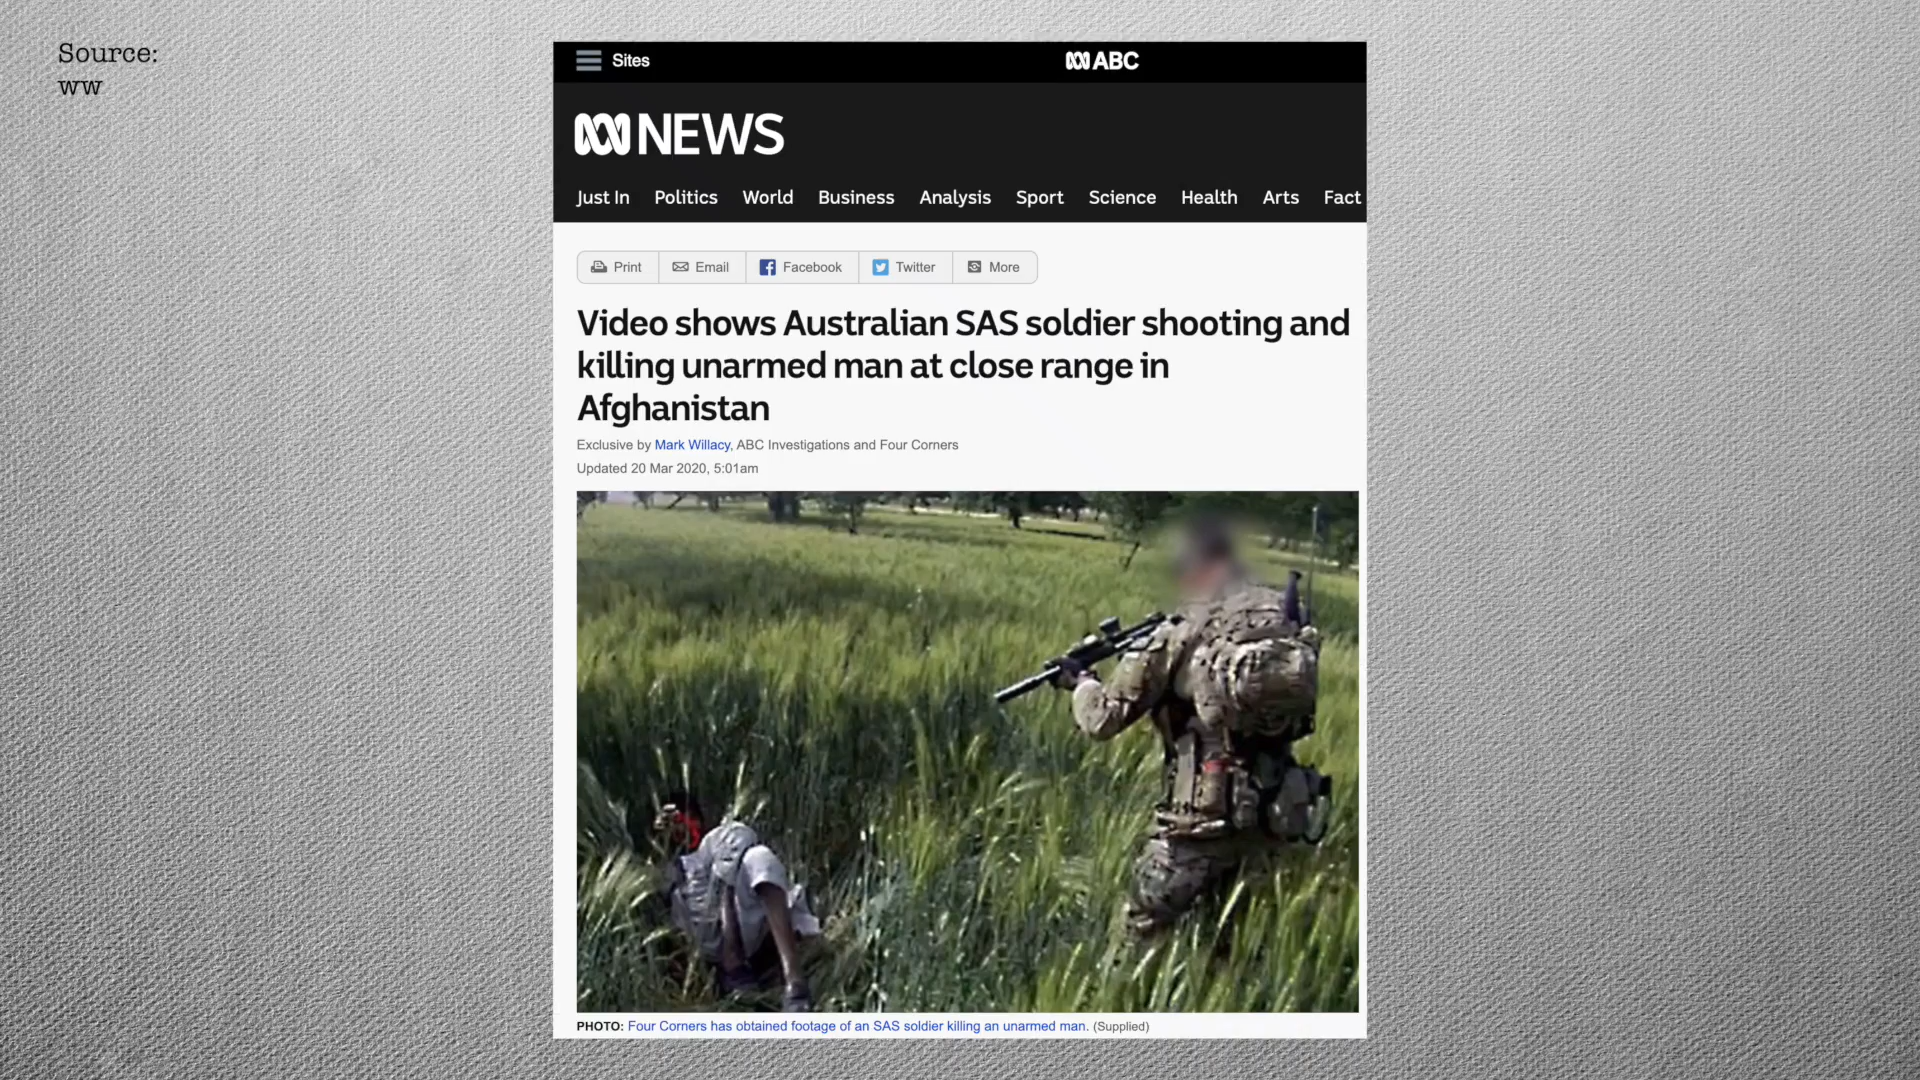 Source:
ww
Sites
ABC
NEWS
Just In Politics World Business Analysis Sport Science Health Arts Fact
Print Email Facebook Twitter More
Video shows Australian SAS soldier shooting and
killing unarmed man at close range in
Afghanistan
Exclusive by Mark Willacy, ABC Investigations and Four Corners
Updated 20 Mar 2020, 5:01am
PHOTO: Four Corners has obtained footage of an SAS soldier killing an unarmed man. (Supplied)